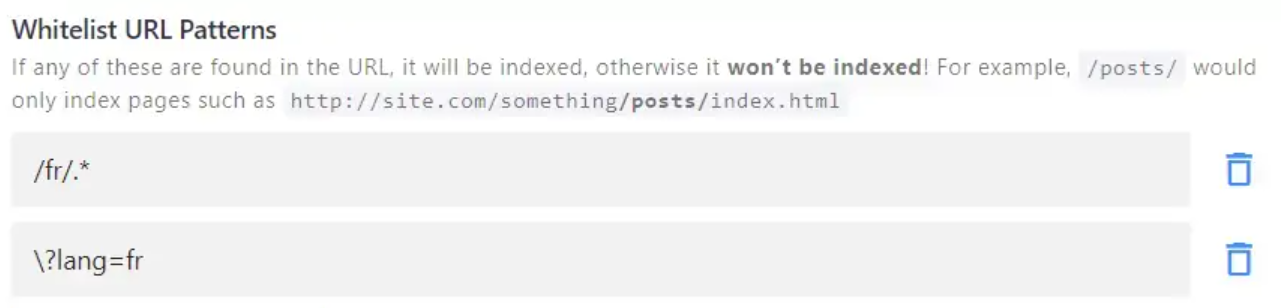 Whitelist URL Patterns
If any of these are found in the URL, it will be indexed, otherwise it won’t be indexed! For example, /posts/ would
only index pages such as http://site.com/something/posts/index.html
/fr/.*
\?lang=fr